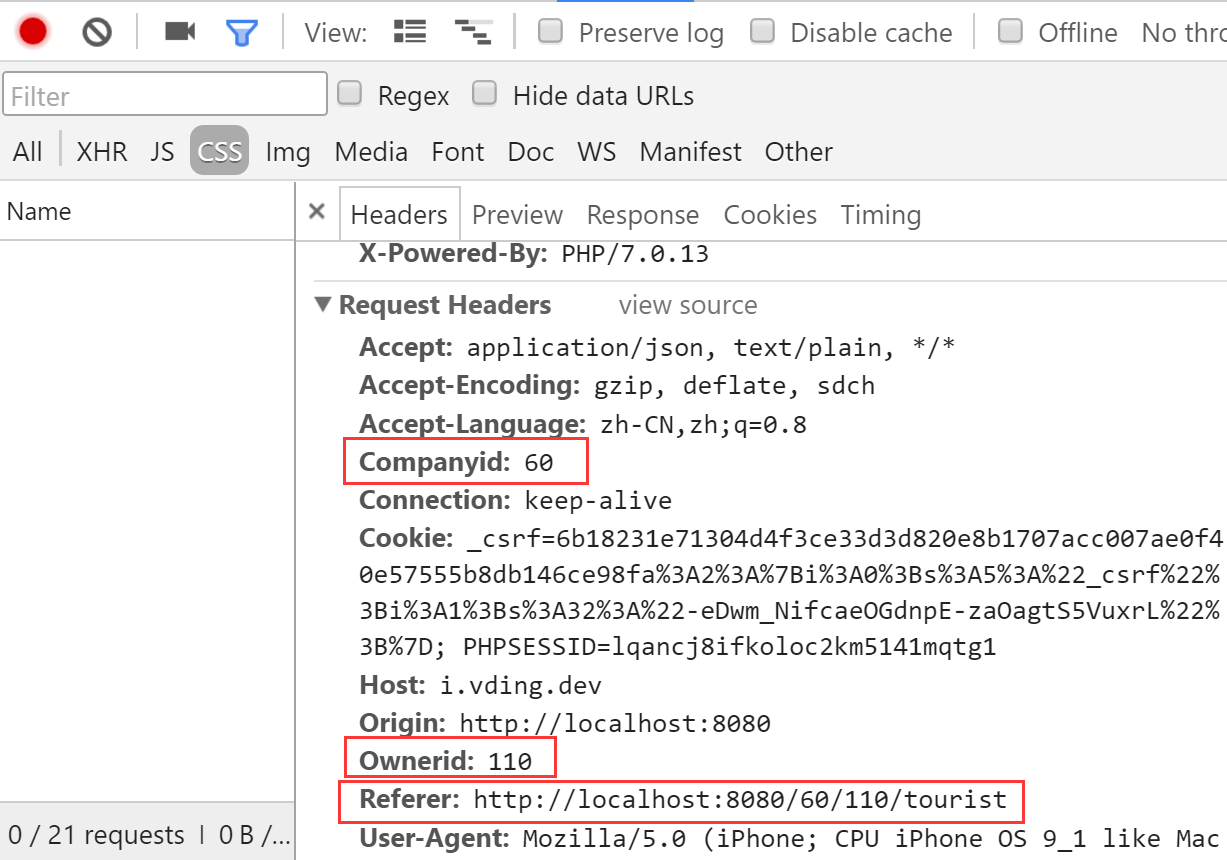 View: Preserve log Disable cache Offline No thro
Filter Regex Hide data URLs
All XHR JS CSS Img Media Font Doc WS Manifest Other
Name
× Headers Preview Response Cookies Timing
X-Powered-By: PHP/7.0.13
Request Headers view source
Accept: application/json, text/plain, */*
Accept-Encoding: gzip, deflate, sdch
Accept-Language: zh-CN,zh;q=0.8
Companyid: 60
Connection: keep-alive
Cookie: _csrf=6b18231e71304d4f3ce33d3d820e8b1707acc007ae0f4
0e57555b8db146ce98fa%3A2%3A%7Bi%3A0%3Bs%3A5%3A%22_csrf%22%
3Bi%3A1%3Bs%3A32%3A%22-eDwm_NifcaeOGdnpE-zaOagtS5VuxrL%22%
3B%7D; PHPSESSID=lqancj8ifkoloc2km5141mqtg1
Host: i.vding.dev
Origin: http://localhost:8080
Ownerid: 110
Referer: http://localhost:8080/60/110/tourist
User-Agent: Mozilla/5.0 (iPhone; CPU iPhone OS 9_1 like Mac
0 / 21 requests | 0 B /...